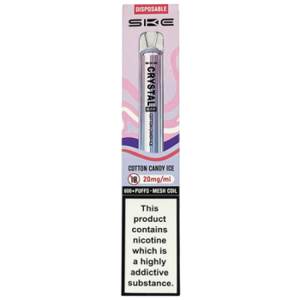 DISPOSABLE
SKE
CRYSTAL
COTTON CANDY ICE
18 20mg/ml
600+PUFFS - MESH COIL
This
product
contains
nicotine
which is a
highly
addictive
substance.